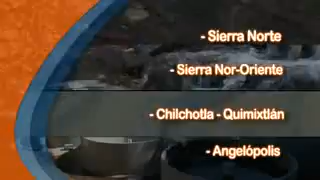 - Sierra Norte
- Sierra Nor-Oriente
- Chilchotla - Quimixtlán
- Angelópolis